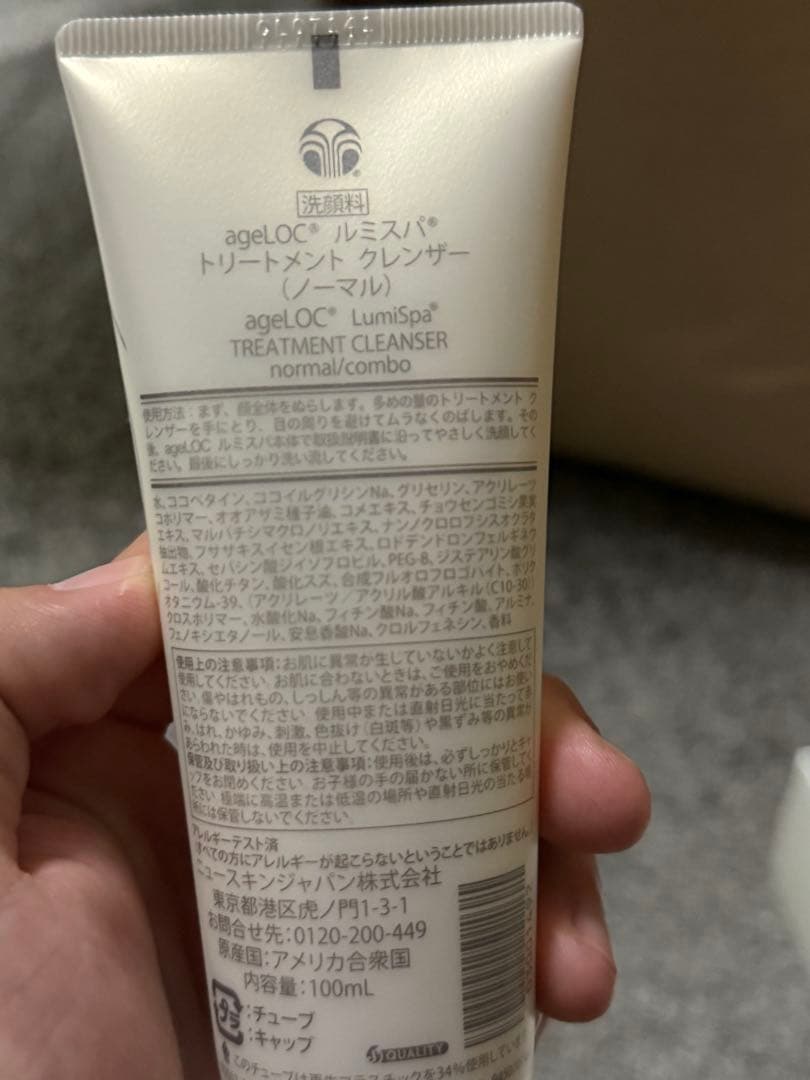 洗顔料
ageLOC® ルミスパ®
トリートメント クレンザー
(ノーマル)
ageLOC® LumiSpa®
TREATMENT CLEANSER
normal/combo
使用方法：まず、顔全体をぬらします。多めの量のトリートメント ク
レンザーを手にとり、目の周りを避けてムラなくのばします。その
後、ageLOC ルミスパ本体で取扱説明書に沿ってやさしく洗顔してく
ださい。最後にしっかり洗い流してください。
水、ココベタイン、ココイルグリシンNa、グリセリン、アクリレーツ
コポリマー、オオアザミ種子油、コメエキス、チョウセンゴミシ果実
エキス、マルバチシマクロノリエキス、ナンノクロロプシスオクラタ
抽出物、フサザキスイセン根エキス、ロドデンドロンフェルギネウ
ムエキス、セバシン酸ジイソプロピル、PEG-8、ジステアリン酸グリ
コール、酸化チタン、酸化スズ、合成フルオロフロゴパイト、ポリク
オタニウム-39、(アクリレーツ／アクリル酸アルキル(C10-30))
クロスポリマー、水酸化Na、フィチン酸Na、フィチン酸、アルミナ、
フェノキシエタノール、安息香酸Na、クロルフェネシン、香料
使用上の注意事項：お肌に異常が生じていないかよく注意して
使用してください。お肌に合わないときは、ご使用をおやめくだ
さい。傷やはれもの、しっしん等の異常がある部位にはお使い
にならないでください。使用中または直射日光に当たって赤
み、はれ、かゆみ、刺激、色抜け(白斑等)や黒ずみ等の異常が
あらわれた時は、使用を中止してください。
保管及び取り扱い上の注意事項：使用後は、必ずしっかりとキャ
ップをお閉めください。お子様の手の届かない所に保管してく
ださい。極端に高温または低温の場所や直射日光の当たる場
所には保管しないでください。
アレルギーテスト済
(すべての方にアレルギーが起こらないということではありません。)
ニュースキンジャパン株式会社
東京都港区虎ノ門1-3-1
お問合せ先：0120-200-449
原産国：アメリカ合衆国
内容量：100mL
プラ
：チューブ
：キャップ
QUALITY
このチューブは再生プラスチックを34%使用してい